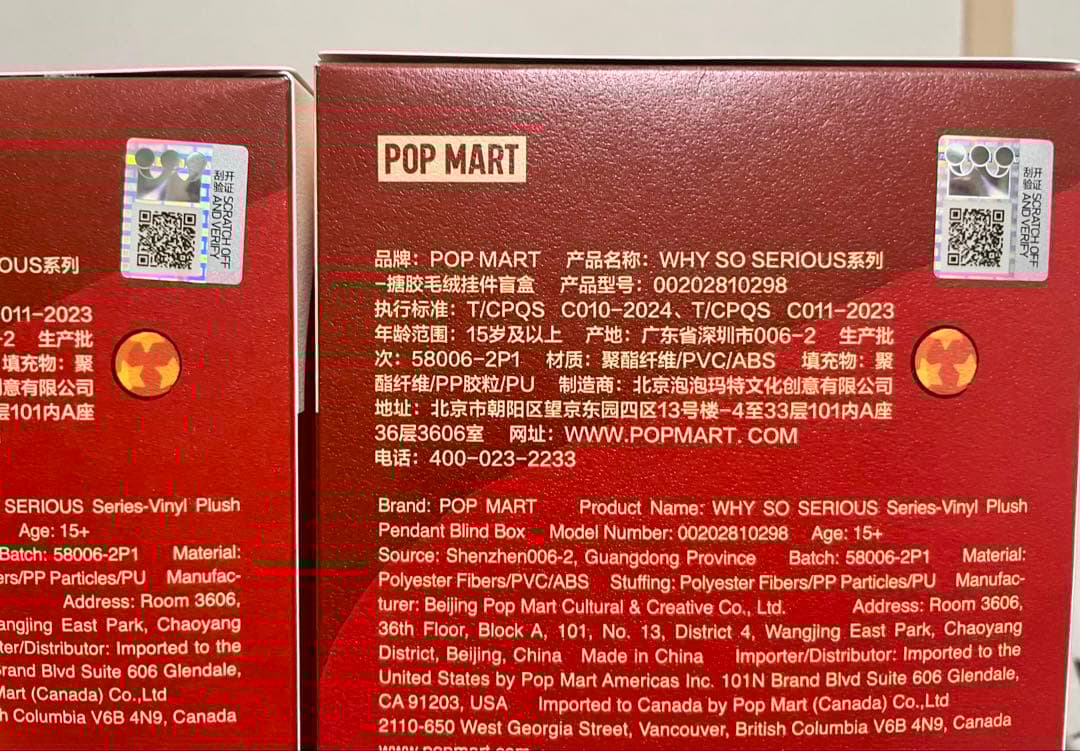 OUS系列
011-2023
-2 生产批
填充物：聚
创意有限公司
层101内A座
SERIOUS Series-Vinyl Plush
Age: 15+
Batch: 58006-2P1 Material:
ers/PP Particles/PU Manufac-
Address: Room 3606,
angjing East Park, Chaoyang
ter/Distributor: Imported to the
Brand Blvd Suite 606 Glendale,
Mart (Canada) Co.,Ltd
h Columbia V6B 4N9, Canada
刮开
验证
SCRATCH OFF
AND VERIFY
POP MART
品牌：POP MART 产品名称：WHY SO SERIOUS系列
-搪胶毛绒挂件盲盒 产品型号：00202810298
执行标准：T/CPQS C010-2024、T/CPQS C011-2023
年龄范围：15岁及以上 产地：广东省深圳市006-2 生产批
次：58006-2P1 材质：聚酯纤维/PVC/ABS 填充物：聚
酯纤维/PP胶粒/PU 制造商：北京泡泡玛特文化创意有限公司
地址：北京市朝阳区望京东园四区13号楼-4至33层101内A座
36层3606室 网址：WWW.POPMART. COM
电话：400-023-2233
Brand: POP MART Product Name: WHY SO SERIOUS Series-Vinyl Plush
Pendant Blind Box Model Number: 00202810298 Age: 15+
Source: Shenzhen006-2, Guangdong Province Batch: 58006-2P1 Material:
Polyester Fibers/PVC/ABS Stuffing: Polyester Fibers/PP Particles/PU Manufac-
turer: Beijing Pop Mart Cultural & Creative Co., Ltd. Address: Room 3606,
36th Floor, Block A, 101, No. 13, District 4, Wangjing East Park, Chaoyang
District, Beijing, China Made in China Importer/Distributor: Imported to the
United States by Pop Mart Americas Inc. 101N Brand Blvd Suite 606 Glendale,
CA 91203, USA Imported to Canada by Pop Mart (Canada) Co.,Ltd
2110-650 West Georgia Street, Vancouver, British Columbia V6B 4N9, Canada
www.popmart.com
刮开
验证
SCRATCH OFF
AND VERIFY